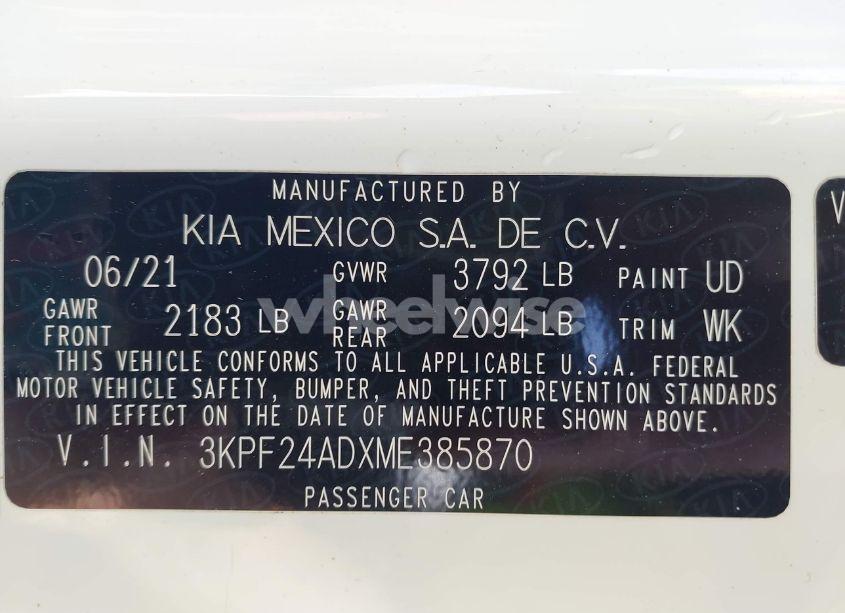 MANUFACTURED BY
KIA MEXICO S.A. DE C.V.
06/21 GVWR 3792 LB PAINT UD
GAWR FRONT 2183 LB GAWR REAR 2094 LB TRIM WK
wheelwise
THIS VEHICLE CONFORMS TO ALL APPLICABLE U.S.A. FEDERAL
MOTOR VEHICLE SAFETY, BUMPER, AND THEFT PREVENTION STANDARDS
IN EFFECT ON THE DATE OF MANUFACTURE SHOWN ABOVE.
V.I.N. 3KPF24ADXME385870
PASSENGER CAR
V